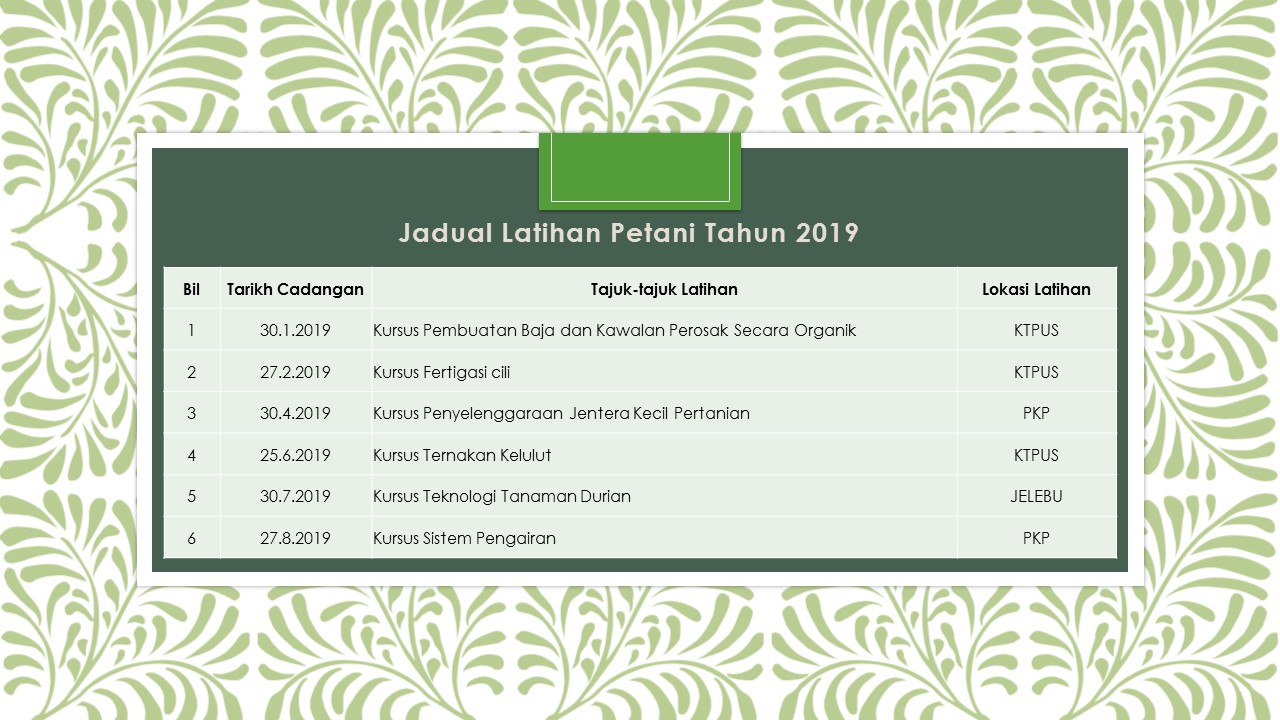 Jadual Latihan Petani Tahun 2019
Bil Tarikh Cadangan Tajuk-tajuk Latihan Lokasi Latihan
1 30.1.2019 Kursus Pembuatan Baja dan Kawalan Perosak Secara Organik KTPUS
2 27.2.2019 Kursus Fertigasi cili KTPUS
3 30.4.2019 Kursus Penyelenggaraan Jentera Kecil Pertanian PKP
4 25.6.2019 Kursus Ternakan Kelulut KTPUS
5 30.7.2019 Kursus Teknologi Tanaman Durian JELEBU
6 27.8.2019 Kursus Sistem Pengairan PKP